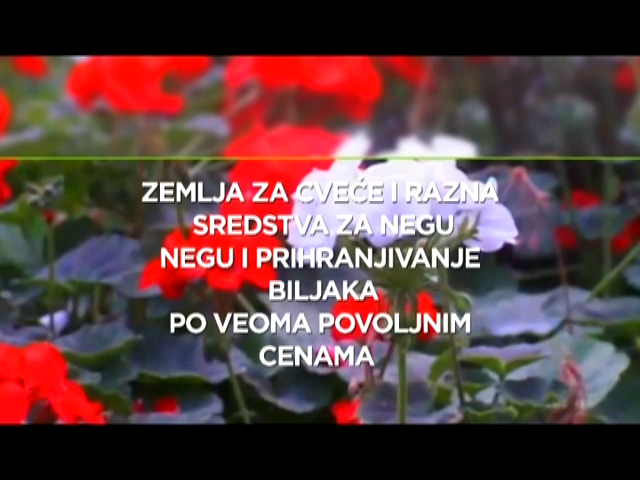 ZEMLJA ZA CVEĆE I RAZNA
SREDSTVA ZA NEGU
NEGU I PRIHRANJIVANJE
BILJAKA
PO VEOMA POVOLJNIM
CENAMA